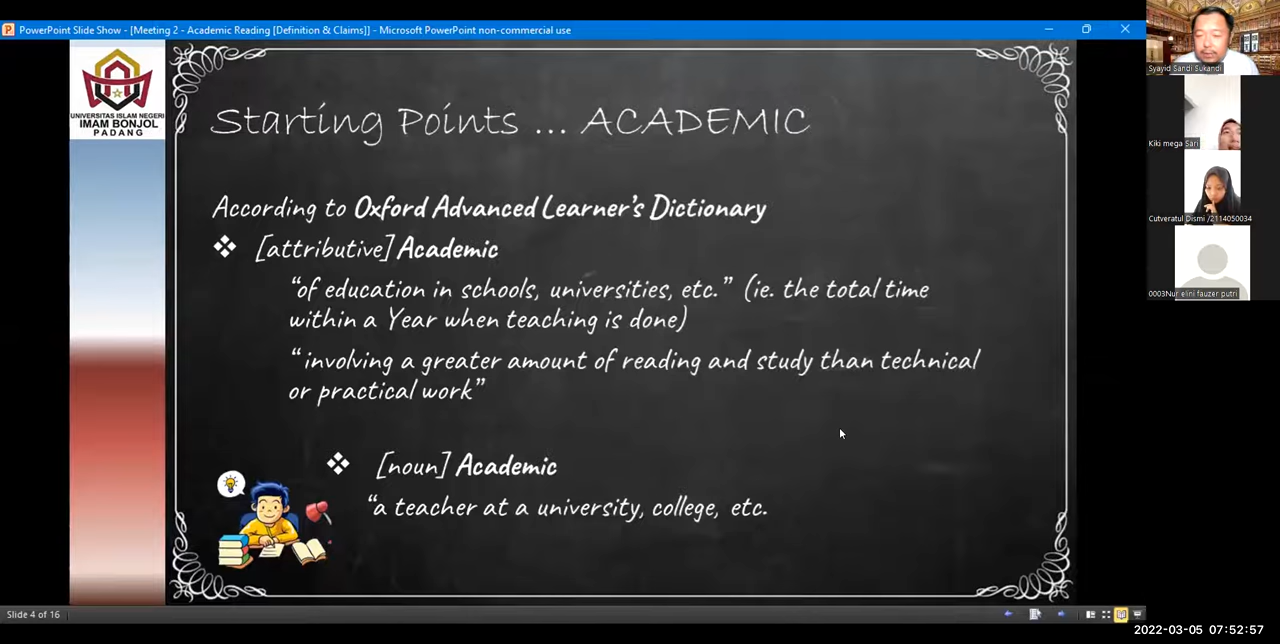 PowerPoint Slide Show - [Meeting 2 - Academic Reading [Definition & Claims]] - Microsoft PowerPoint non-commercial use
UNIVERSITAS ISLAM NEGERI
IMAM BONJOL
PADANG
Starting Points ... ACADEMIC
According to Oxford Advanced Learner's Dictionary
[attributive] Academic
"of education in schools, universities, etc." (ie. the total time
within a Year when teaching is done)
"involving a greater amount of reading and study than technical
or practical work"
[noun] Academic
"a teacher at a university, college, etc.
Syayid Sandi Sukandi
Kiki mega Sari
Cutveratul Dismi /2114050034
0003Nur elini fauzer putri
Slide 4 of 16
2022-03-05 07:52:57